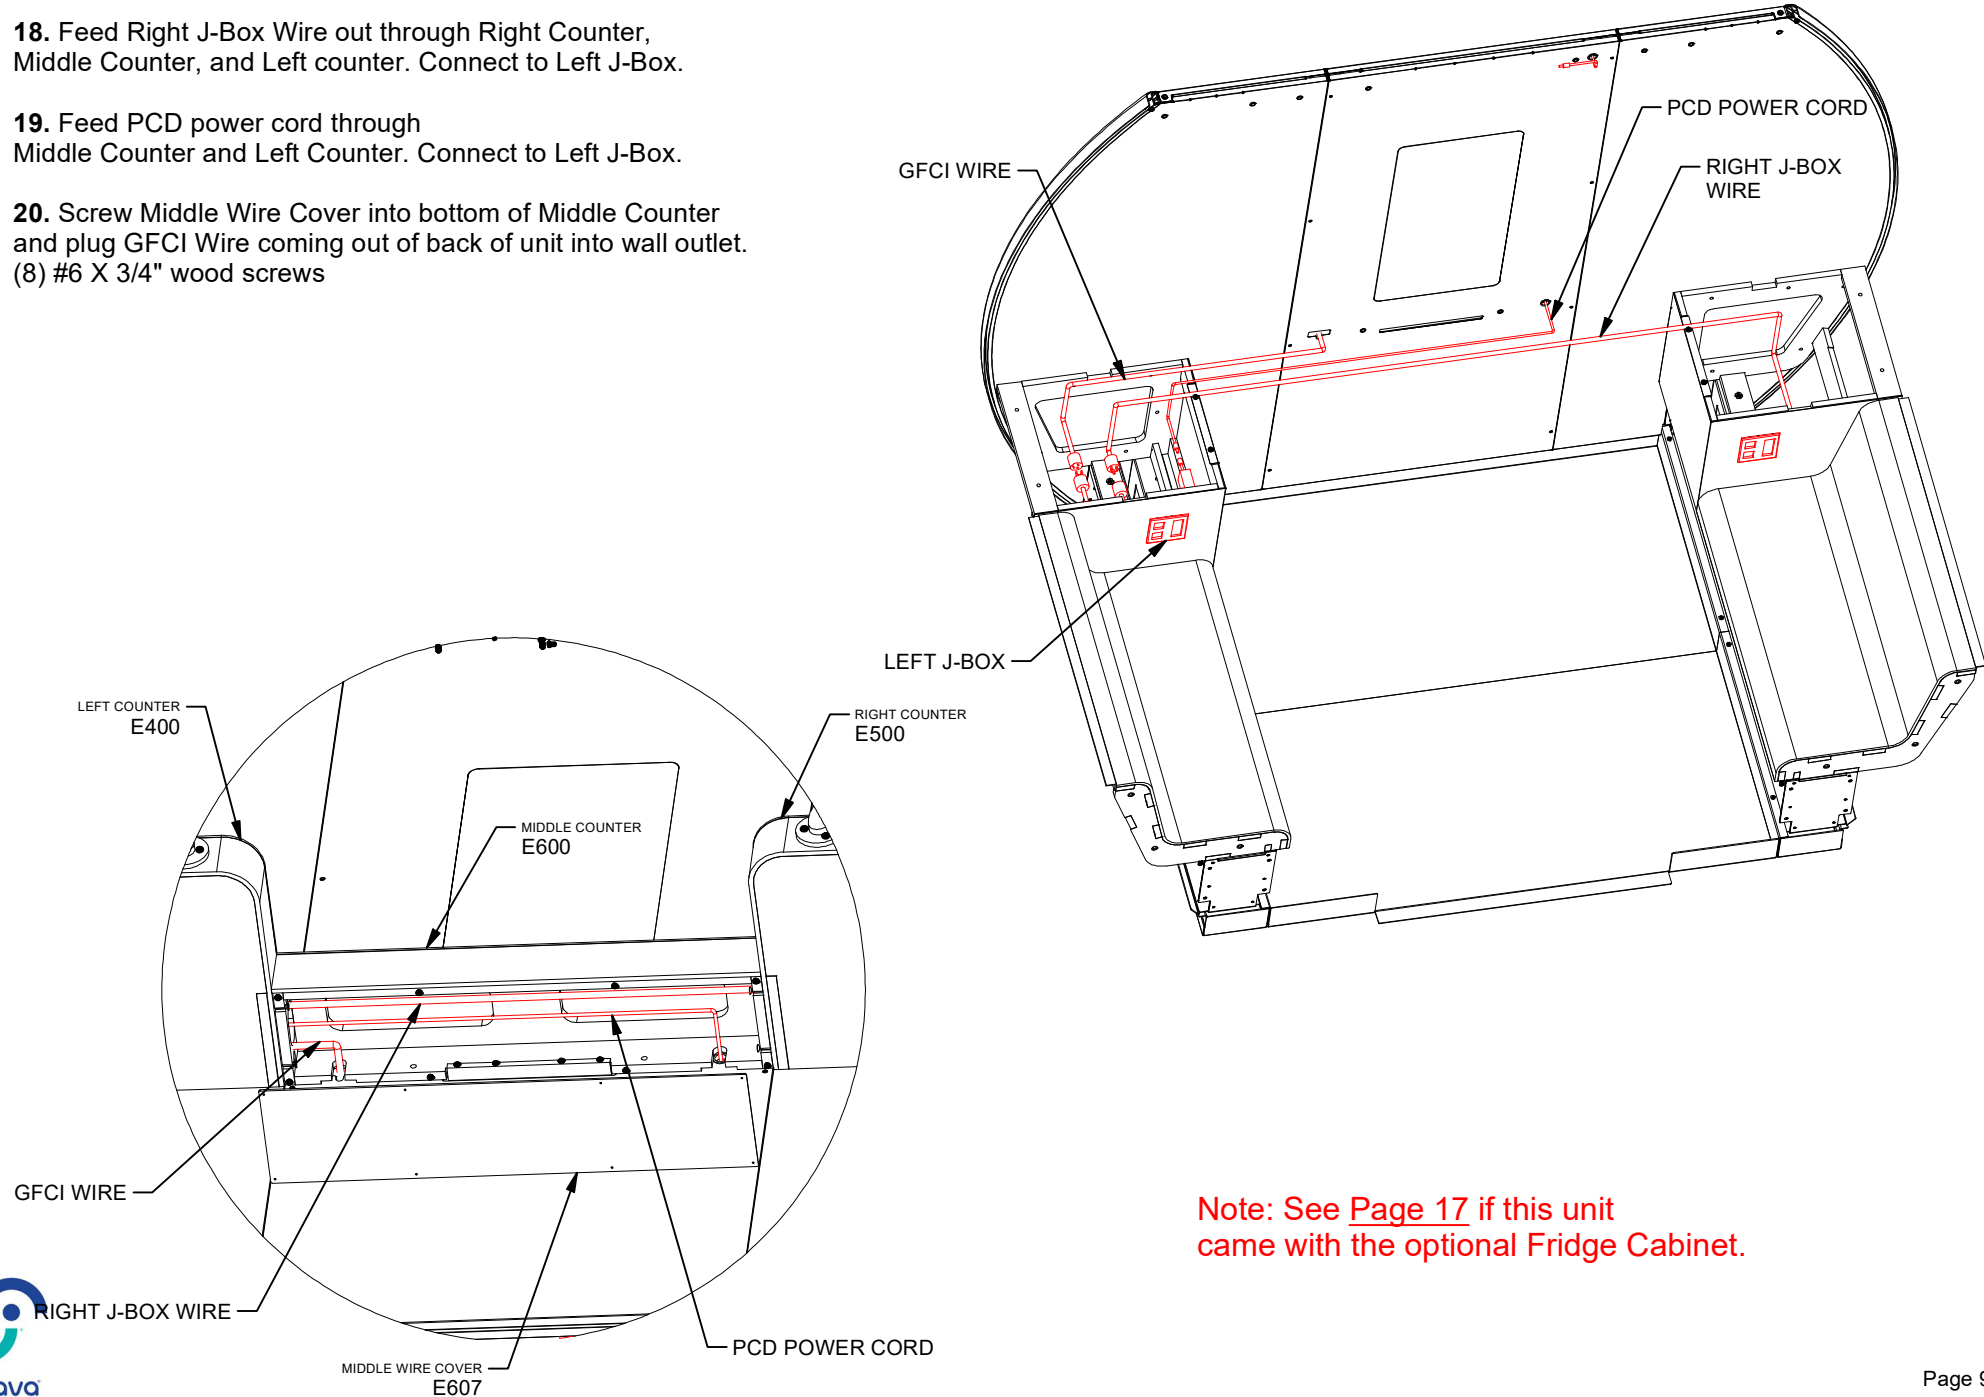 18. Feed Right J-Box Wire out through Right Counter,
Middle Counter, and Left counter. Connect to Left J-Box.
19. Feed PCD power cord through
Middle Counter and Left Counter. Connect to Left J-Box.
20. Screw Middle Wire Cover into bottom of Middle Counter
and plug GFCI Wire coming out of back of unit into wall outlet.
(8) #6 X 3/4" wood screws
PCD POWER CORD
GFCI WIRE
RIGHT J-BOX
WIRE
LEFT J-BOX
LEFT COUNTER
E400
RIGHT COUNTER
E500
MIDDLE COUNTER
E600
GFCI WIRE
RIGHT J-BOX WIRE
PCD POWER CORD
MIDDLE WIRE COVER
E607
Note: See Page 17 if this unit
came with the optional Fridge Cabinet.
Page 9